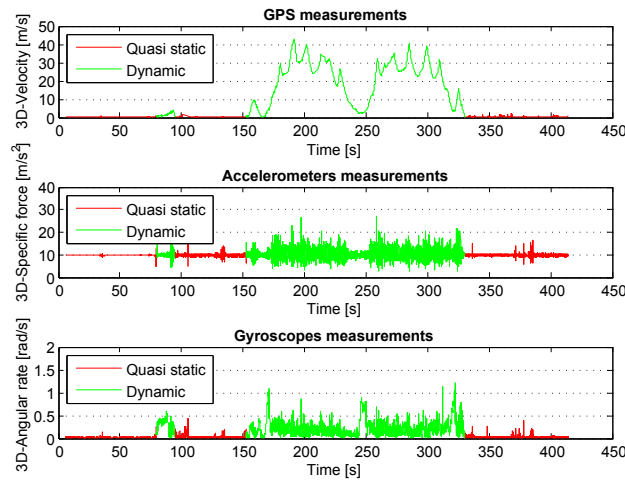 GPS measurements
3D-Velocity [m/s]
50
40
30
20
10
0
Quasi static
Dynamic
0 50 100 150 200 250 300 350 400 450
Time [s]
Accelerometers measurements
3D-Specific force [m/s²]
40
30
20
10
0
Quasi static
Dynamic
0 50 100 150 200 250 300 350 400 450
Time [s]
Gyroscopes measurements
3D-Angular rate [rad/s]
2
1.5
1
0.5
0
Quasi static
Dynamic
0 50 100 150 200 250 300 350 400 450
Time [s]